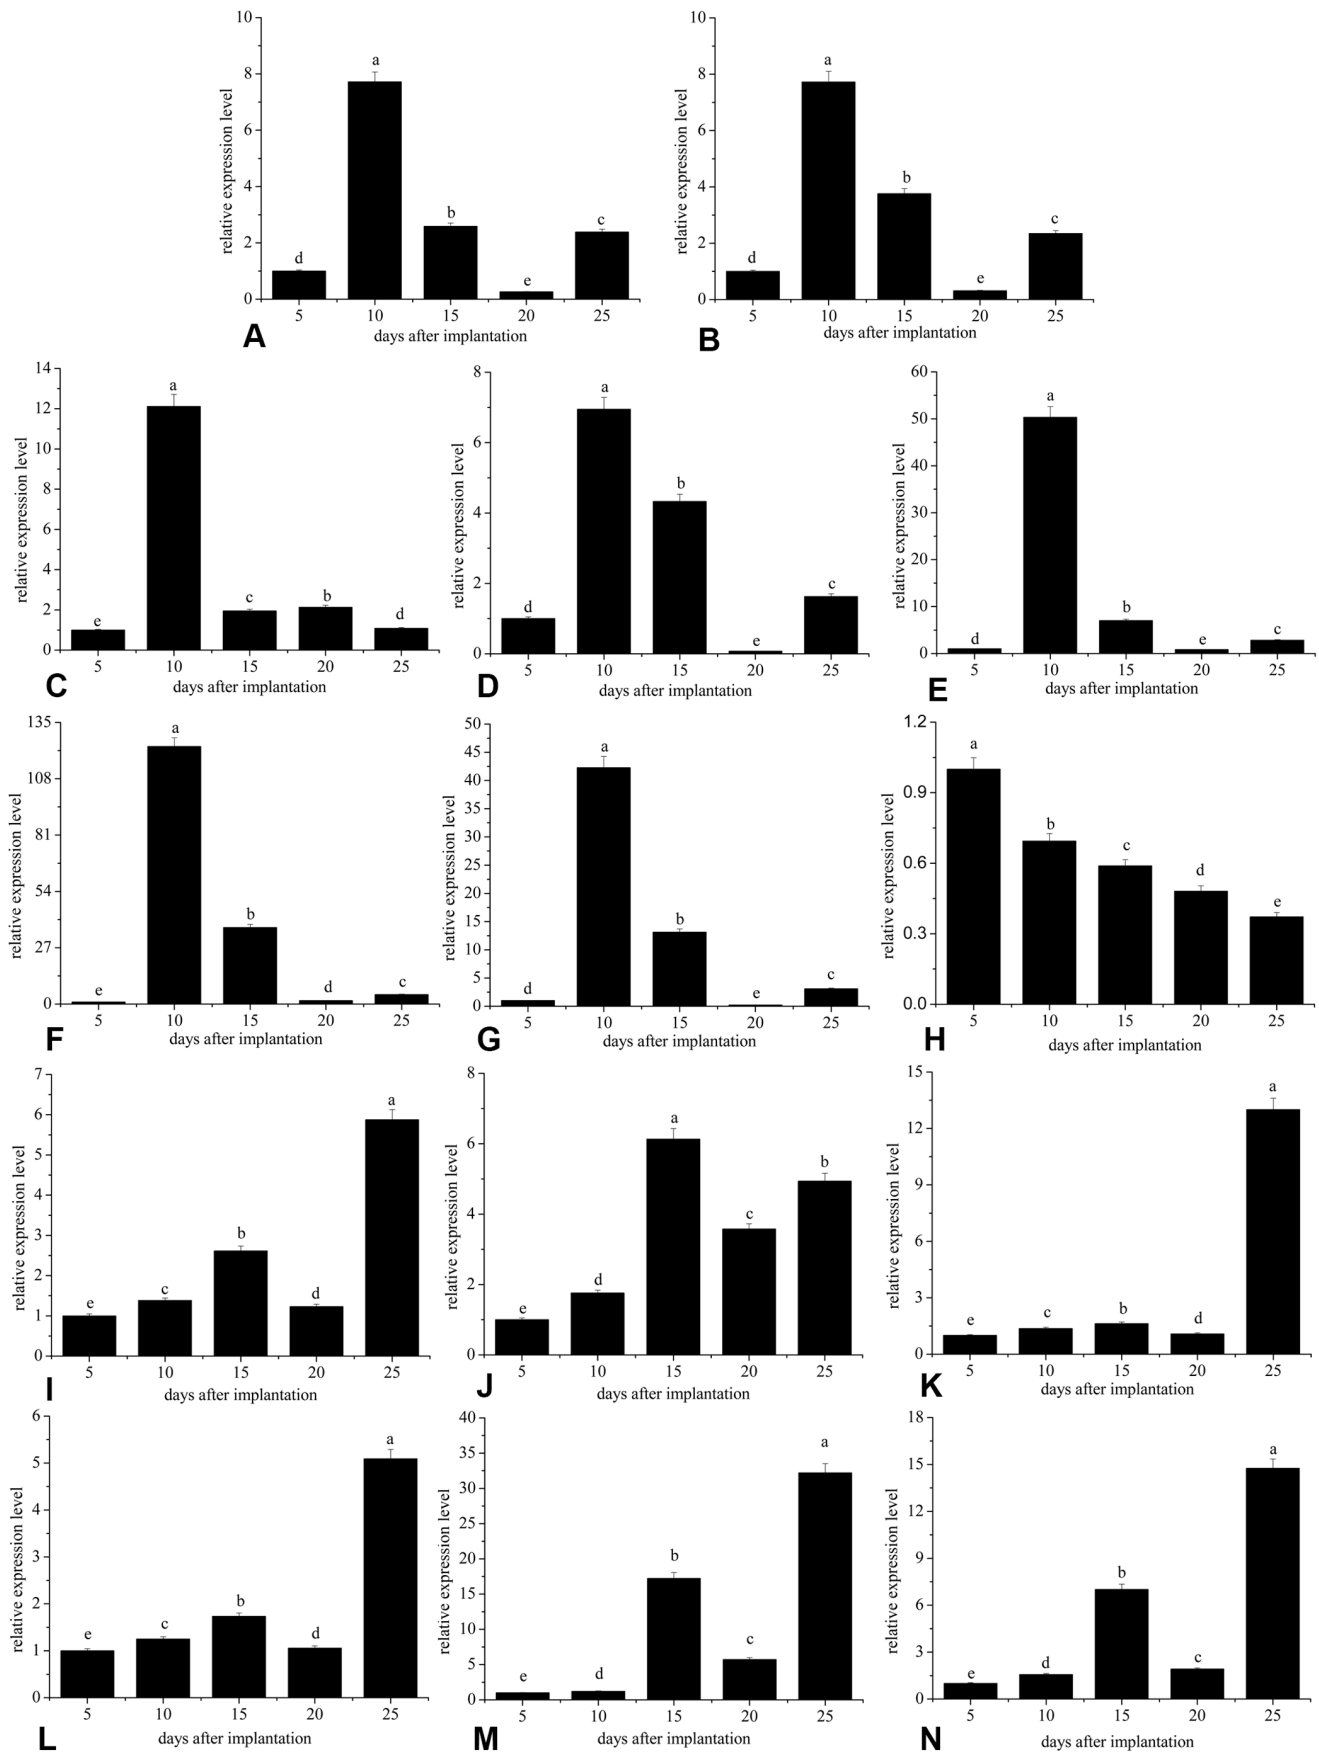 10
8
6
4
2
0
relative expression level
d
a
b
e
c
5 10 15 20 25
days after implantation
A
10
8
6
4
2
0
relative expression level
d
a
b
e
c
5 10 15 20 25
days after implantation
B
14
12
10
8
6
4
2
0
relative expression level
e
a
c
b
d
5 10 15 20 25
days after implantation
C
8
6
4
2
0
relative expression level
d
a
b
e
c
5 10 15 20 25
days after implantation
D
60
50
40
30
20
10
0
relative expression level
d
a
b
e
c
5 10 15 20 25
days after implantation
E
135
108
81
54
27
0
relative expression level
e
a
b
d
c
5 10 15 20 25
days after implantation
F
50
45
40
35
30
25
20
15
10
5
0
relative expression level
d
a
b
e
c
5 10 15 20 25
days after implantation
G
1.2
0.9
0.6
0.3
0.0
relative expression level
a
b
c
d
e
5 10 15 20 25
days after implantation
H
7
6
5
4
3
2
1
0
relative expression level
e
c
b
d
a
5 10 15 20 25
days after implantation
I
8
6
4
2
0
relative expression level
e
d
a
c
b
5 10 15 20 25
days after implantation
J
15
12
9
6
3
0
relative expression level
e
c
b
d
a
5 10 15 20 25
days after implantation
K
6
5
4
3
2
1
0
relative expression level
e
c
b
d
a
5 10 15 20 25
days after implantation
L
40
35
30
25
20
15
10
5
0
relative expression level
e
d
b
c
a
5 10 15 20 25
days after implantation
M
18
15
12
9
6
3
0
relative expression level
e
d
b
c
a
5 10 15 20 25
days after implantation
N